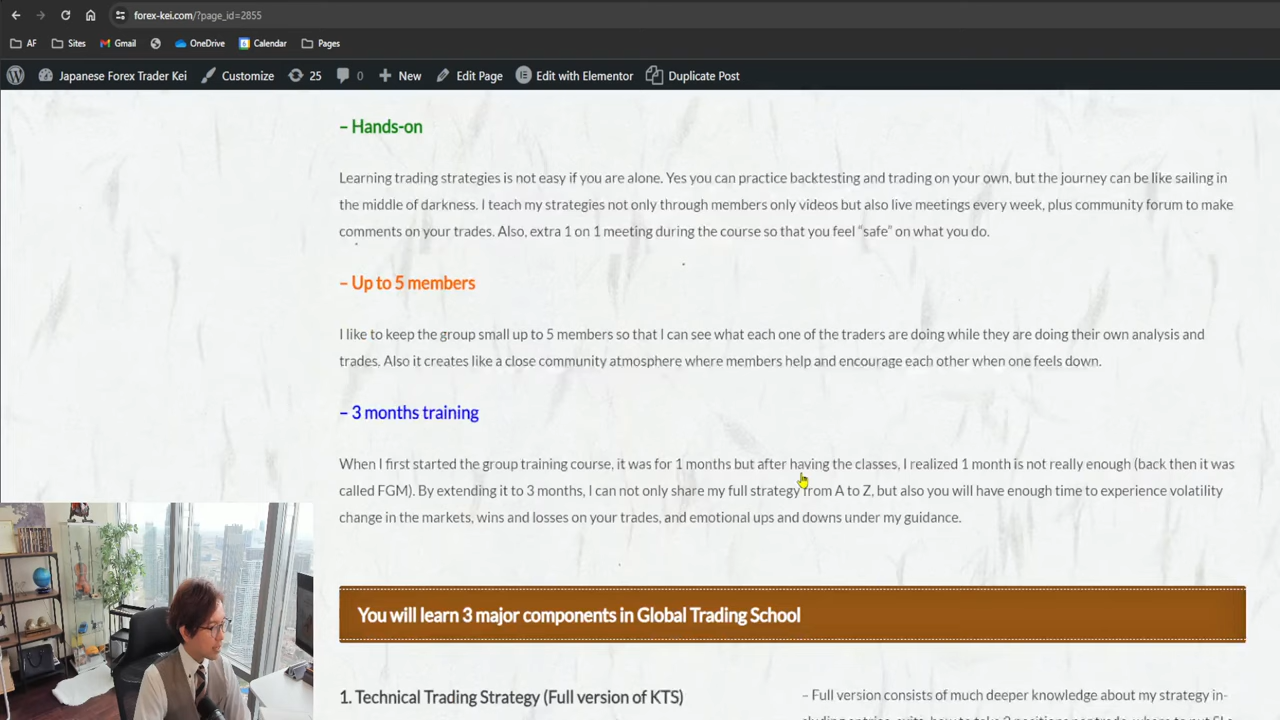 forex-kei.com/?page_id=2855
AF Sites Gmail OneDrive Calendar Pages
Japanese Forex Trader Kei Customize 25 0 New Edit Page Edit with Elementor Duplicate Post
– Hands-on
Learning trading strategies is not easy if you are alone. Yes you can practice backtesting and trading on your own, but the journey can be like sailing in
the middle of darkness. I teach my strategies not only through members only videos but also live meetings every week, plus community forum to make
comments on your trades. Also, extra 1 on 1 meeting during the course so that you feel “safe” on what you do.
– Up to 5 members
I like to keep the group small up to 5 members so that I can see what each one of the traders are doing while they are doing their own analysis and
trades. Also it creates like a close community atmosphere where members help and encourage each other when one feels down.
– 3 months training
When I first started the group training course, it was for 1 months but after having the classes, I realized 1 month is not really enough (back then it was
called FGM). By extending it to 3 months, I can not only share my full strategy from A to Z, but also you will have enough time to experience volatility
change in the markets, wins and losses on your trades, and emotional ups and downs under my guidance.
You will learn 3 major components in Global Trading School
1. Technical Trading Strategy (Full version of KTS)
– Full version consists of much deeper knowledge about my strategy in-